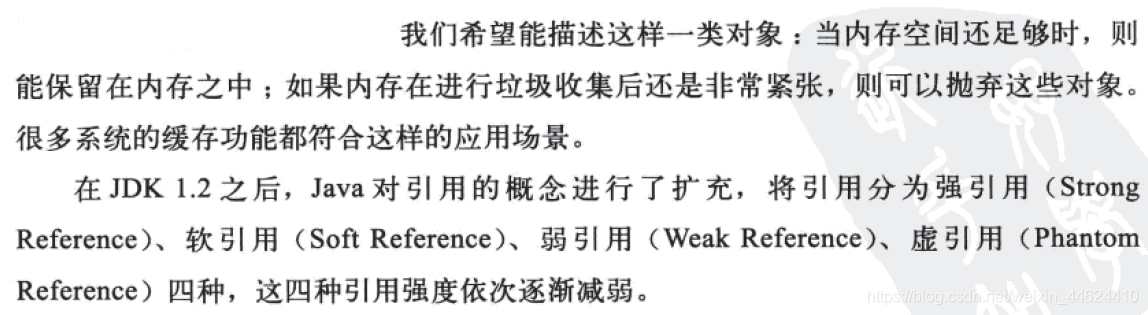 我们希望能描述这样一类对象：当内存空间还足够时，则
能保留在内存之中；如果内存在进行垃圾收集后还是非常紧张，则可以抛弃这些对象。
很多系统的缓存功能都符合这样的应用场景。
在 JDK 1.2 之后，Java 对引用的概念进行了扩充，将引用分为强引用（Strong
Reference）、软引用（Soft Reference）、弱引用（Weak Reference）、虚引用（Phantom
Reference）四种，这四种引用强度依次逐渐减弱。
https://blog.csdn.net/weixin_44624410